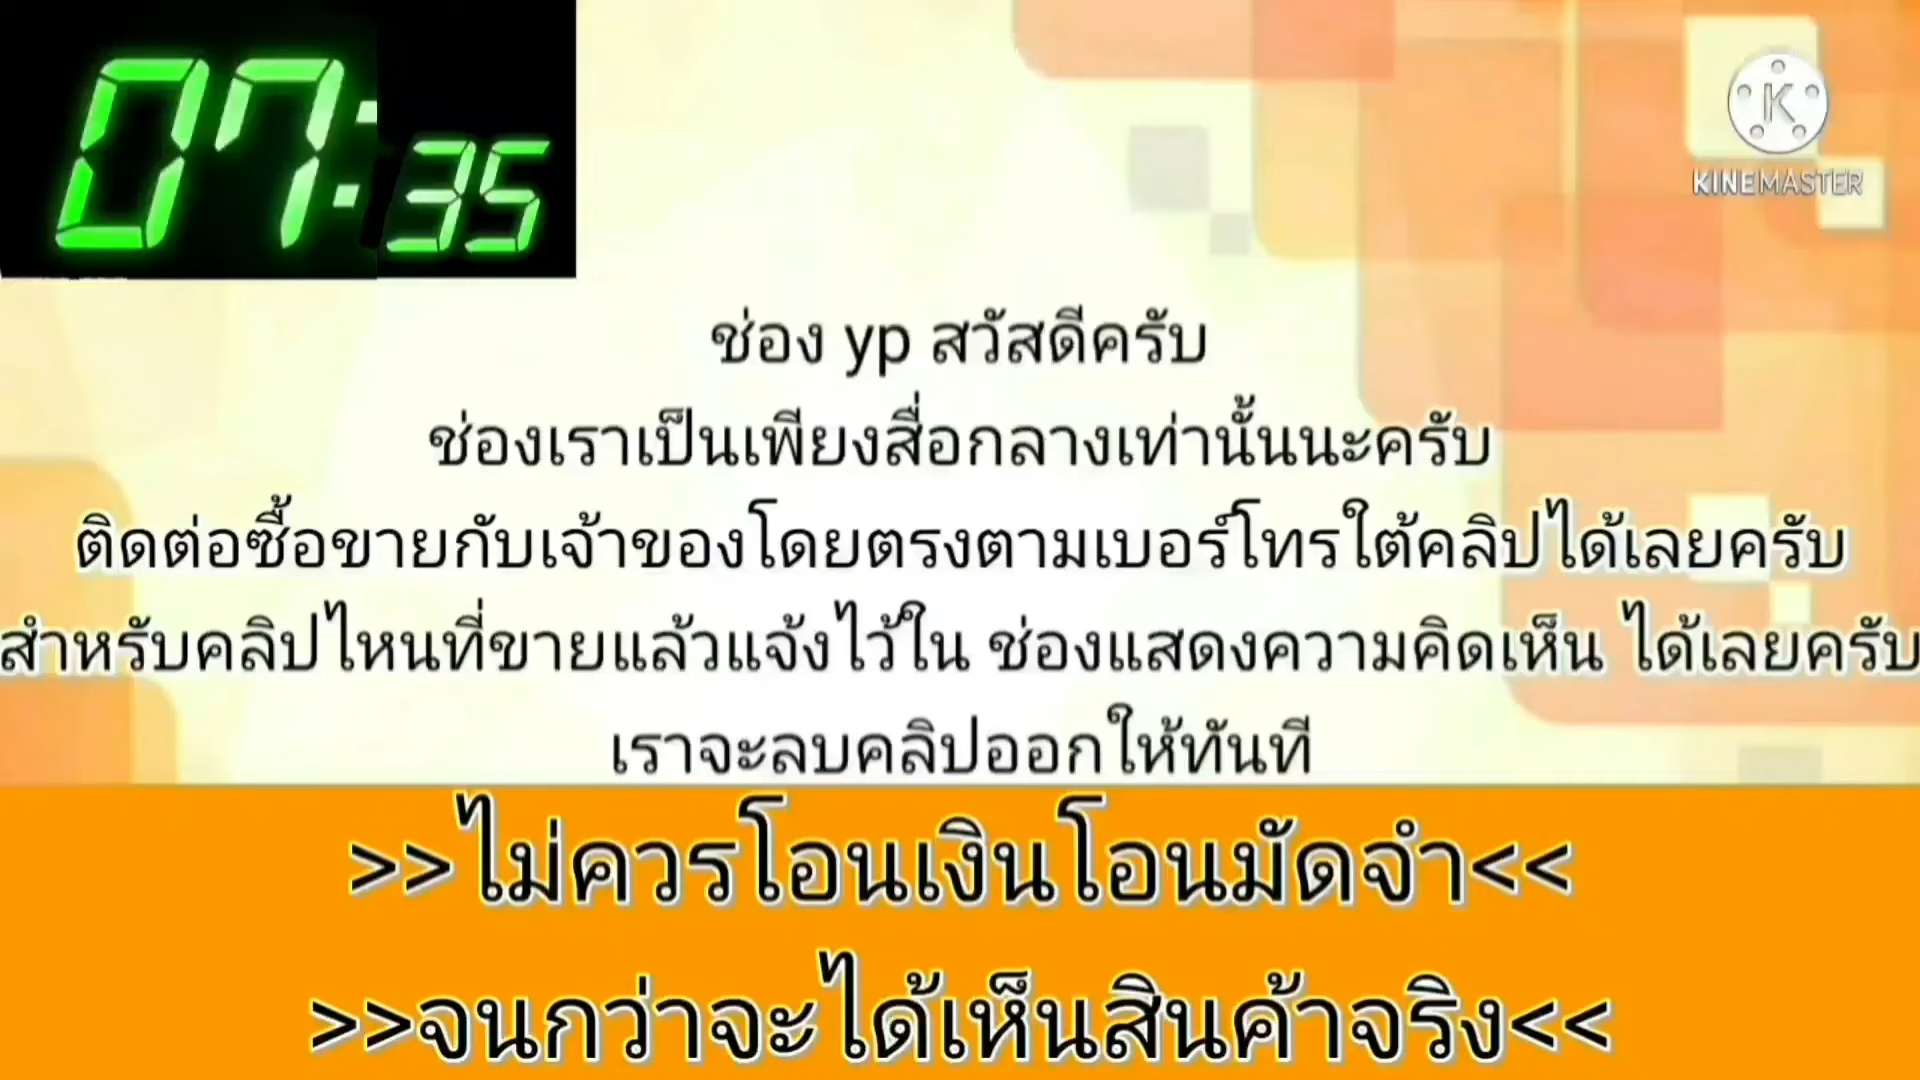 07:35
KINEMASTER
ช่อง yp สวัสดีครับ
ช่องเราเป็นเพียงสื่อกลางเท่านั้นนะครับ
ติดต่อซื้อขายกับเจ้าของโดยตรงตามเบอร์โทรใต้คลิปได้เลยครับ
สำหรับคลิปไหนที่ขายแล้วแจ้งไว้ใน ช่องแสดงความคิดเห็น ได้เลยครับ
เราจะลบคลิปออกให้ทันที
>>ไม่ควรโอนเงินโอนมัดจำ<<
>>จนกว่าจะได้เห็นสินค้าจริง<<